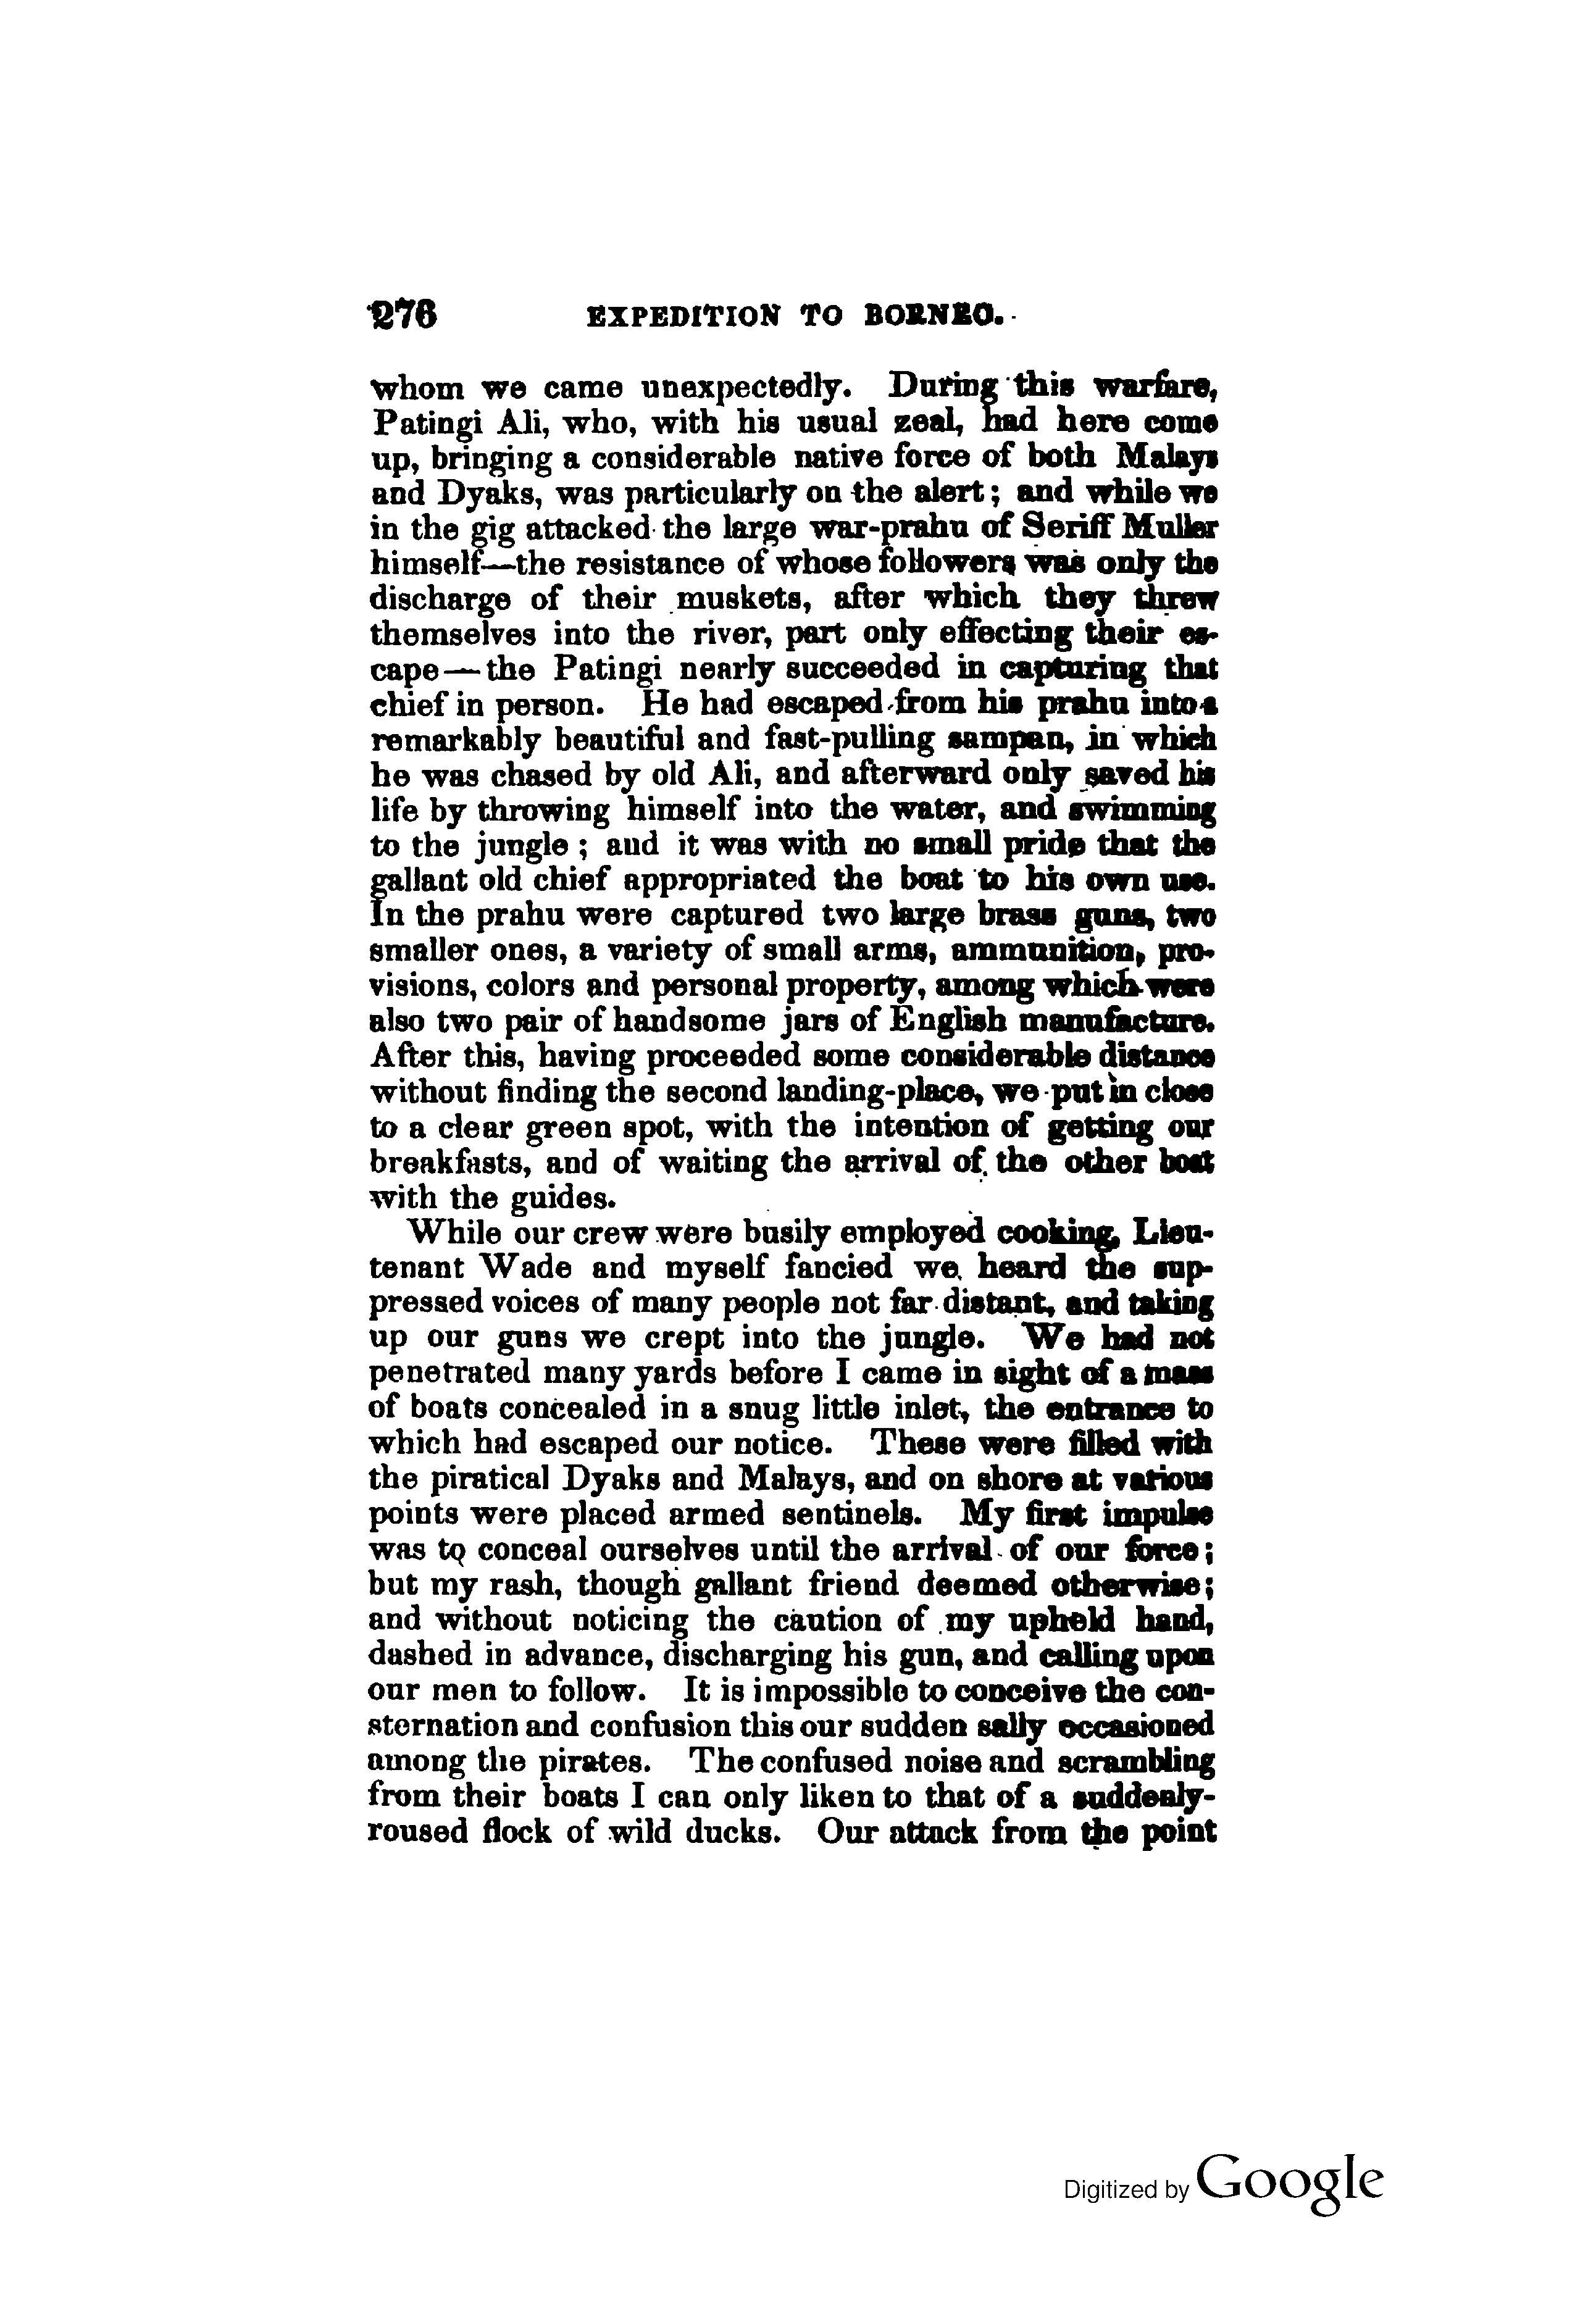 276 EXPEDITION TO BORNEO.
whom we came unexpectedly. During this warfare,
Patingi Ali, who, with his usual zeal, had here come
up, bringing a considerable native force of both Malays
and Dyaks, was particularly on the alert; and while we
in the gig attacked the large war-prahu of Seriff Muller
himself—the resistance of whose followers was only the
discharge of their muskets, after which they threw
themselves into the river, part only effecting their es-
cape—the Patingi nearly succeeded in capturing that
chief in person. He had escaped from his prahu into a
remarkably beautiful and fast-pulling sampan, in which
he was chased by old Ali, and afterward only saved his
life by throwing himself into the water, and swimming
to the jungle; and it was with no small pride that the
gallant old chief appropriated the boat to his own use.
In the prahu were captured two large brass guns, two
smaller ones, a variety of small arms, ammunition, pro-
visions, colors and personal property, among which were
also two pair of handsome jars of English manufacture.
After this, having proceeded some considerable distance
without finding the second landing-place, we put in close
to a clear green spot, with the intention of getting our
breakfasts, and of waiting the arrival of the other boat
with the guides.
While our crew were busily employed cooking, Lieu-
tenant Wade and myself fancied we heard the sup-
pressed voices of many people not far distant, and taking
up our guns we crept into the jungle. We had not
penetrated many yards before I came in sight of a mass
of boats concealed in a snug little inlet, the entrance to
which had escaped our notice. These were filled with
the piratical Dyaks and Malays, and on shore at various
points were placed armed sentinels. My first impulse
was to conceal ourselves until the arrival of our force;
but my rash, though gallant friend deemed otherwise;
and without noticing the caution of my upheld hand,
dashed in advance, discharging his gun, and calling upon
our men to follow. It is impossible to conceive the con-
sternation and confusion this our sudden sally occasioned
among the pirates. The confused noise and scrambling
from their boats I can only liken to that of a suddenly-
roused flock of wild ducks. Our attack from the point
Digitized by Google